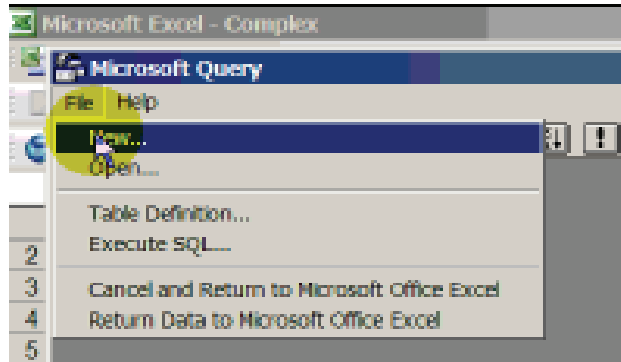 Microsoft Excel - Complex
Microsoft Query
File Help
New...
Open...
Table Definition...
Execute SQL...
2
3 Cancel and Return to Microsoft Office Excel
4 Return Data to Microsoft Office Excel
5